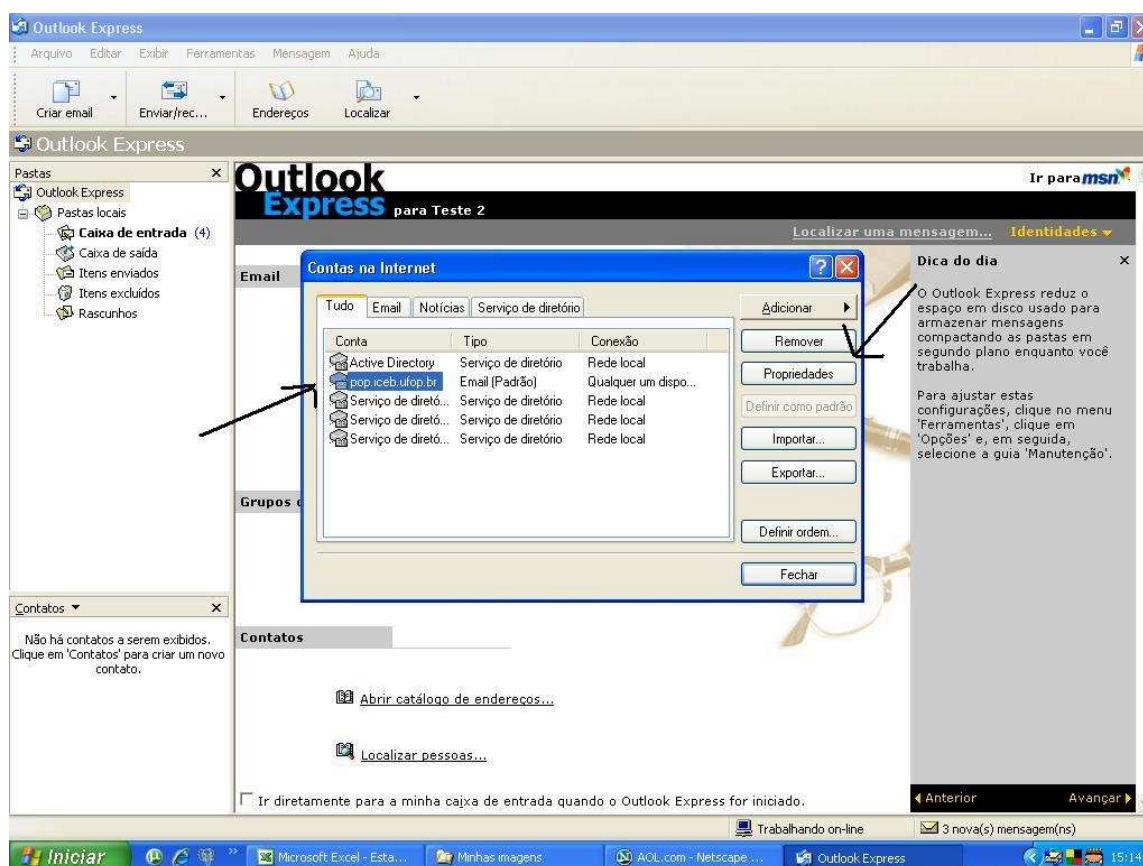 Outlook Express
Arquivo Editar Exibir Ferramentas Mensagem Ajuda
Criar email Enviar/rec... Endereços Localizar
Outlook Express
Pastas
Outlook Express
Pastas locais
Caixa de entrada (4)
Caixa de saída
Itens enviados
Itens excluídos
Rascunhos
Contatos
Não há contatos a serem exibidos.
Clique em 'Contatos' para criar um novo
contato.
Outlook
Express para Teste 2
Ir para msn
Localizar uma mensagem... Identidades
Email
Grupos
Contatos
Abrir catálogo de endereços...
Localizar pessoas...
Ir diretamente para a minha caixa de entrada quando o Outlook Express for iniciado.
Contas na Internet
Tudo Email Notícias Serviço de diretório
Conta Tipo Conexão
Active Directory Serviço de diretório Rede local
pop.iceb.ufop.br Email (Padrão) Qualquer um dispo...
Serviço de diretó... Serviço de diretório Rede local
Serviço de diretó... Serviço de diretório Rede local
Serviço de diretó... Serviço de diretório Rede local
Adicionar
Remover
Propriedades
Definir como padrão
Importar...
Exportar...
Definir ordem...
Fechar
Dica do dia
O Outlook Express reduz o
espaço em disco usado para
armazenar mensagens
compactando as pastas em
segundo plano enquanto você
trabalha.
Para ajustar estas
configurações, clique no menu
'Ferramentas', clique em
'Opções' e, em seguida,
selecione a guia 'Manutenção'.
Anterior Avançar
Trabalhando on-line 3 nova(s) mensagem(ns)
Iniciar Microsoft Excel - Esta... Minhas imagens AOL.com - Netscape ... Outlook Express 15:14